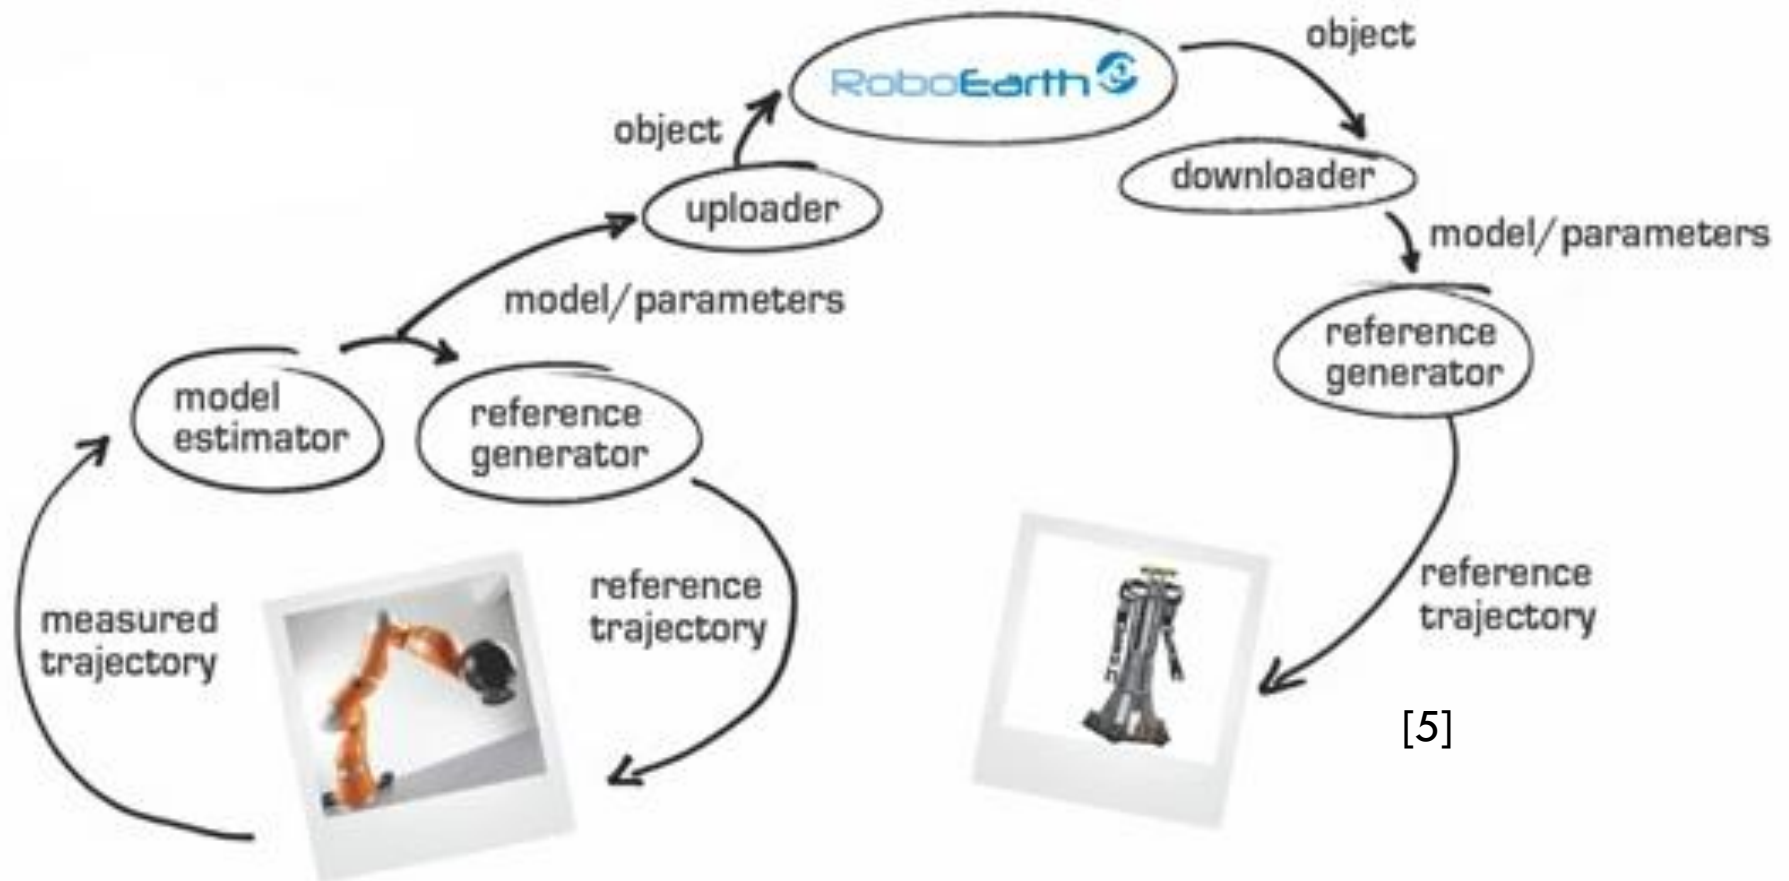 object
RoboEarth
object
downloader
uploader
model/parameters
model/parameters
reference
generator
model
estimator
reference
generator
reference
trajectory
measured
trajectory
reference
trajectory
[5]